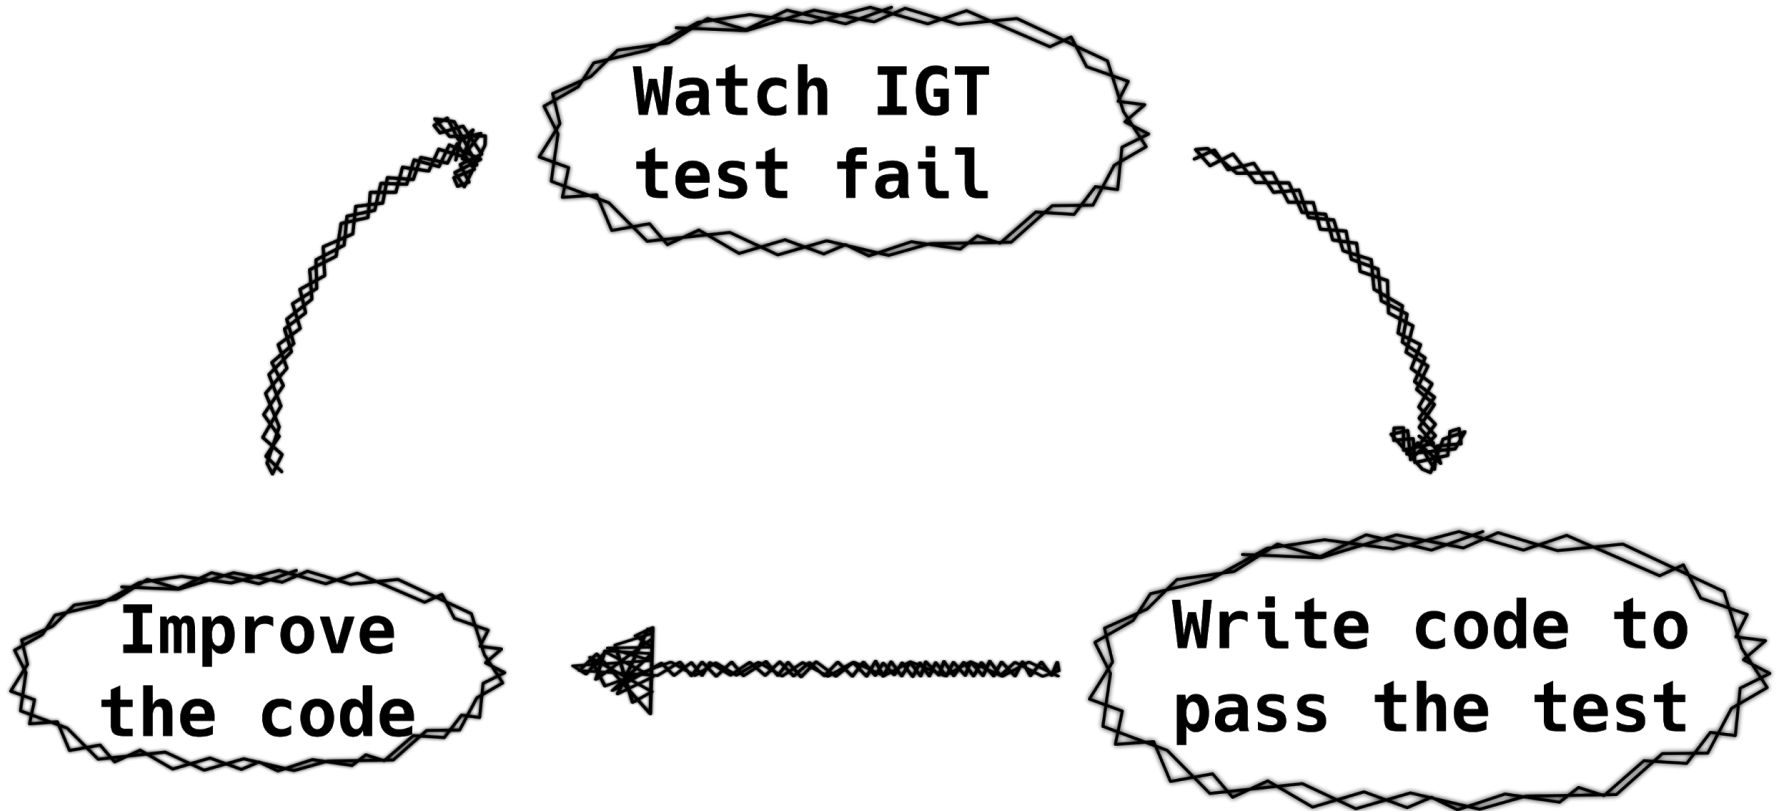 Watch IGT
test fail
Write code to
pass the test
Improve
the code